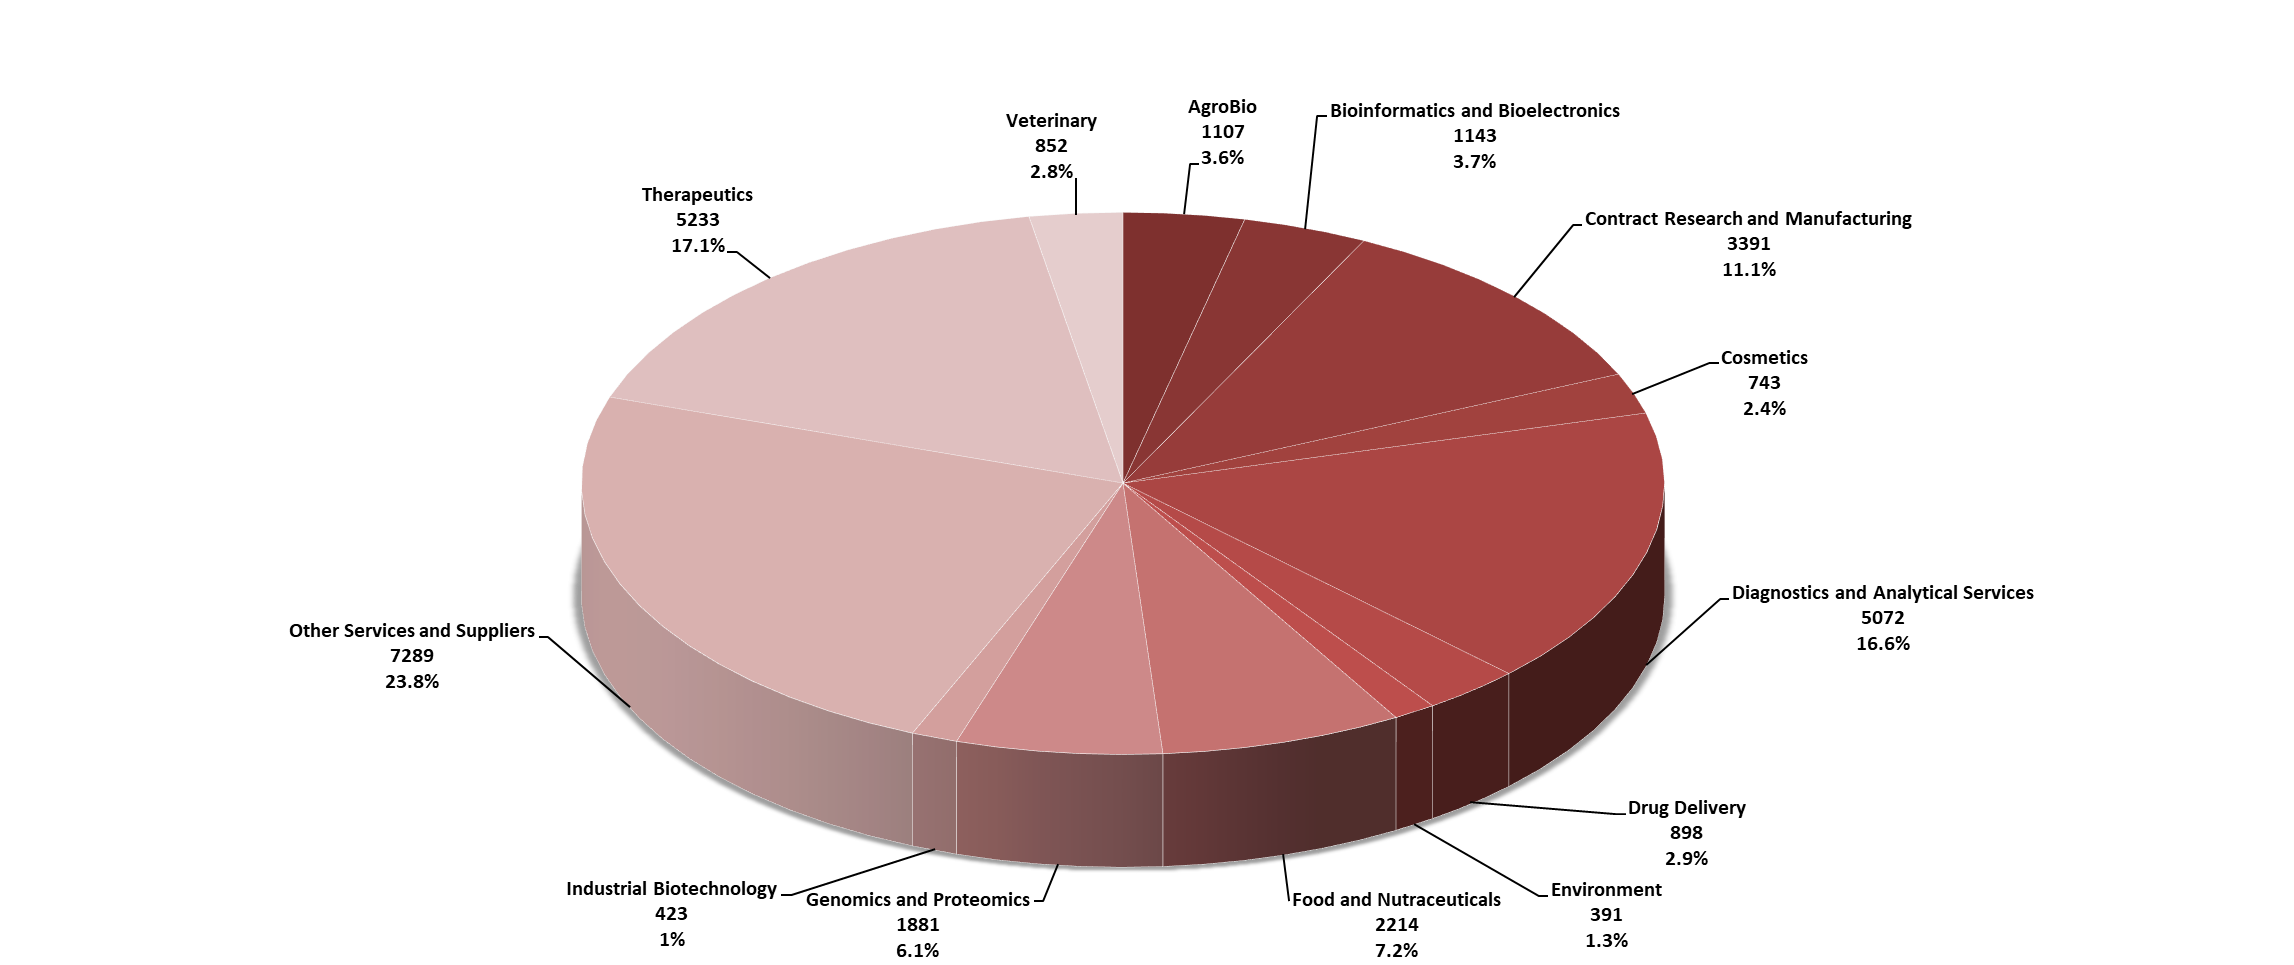 AgroBio
1107
3.6%
Bioinformatics and Bioelectronics
1143
3.7%
Contract Research and Manufacturing
3391
11.1%
Cosmetics
743
2.4%
Diagnostics and Analytical Services
5072
16.6%
Drug Delivery
898
2.9%
Environment
391
1.3%
Food and Nutraceuticals
2214
7.2%
Genomics and Proteomics
1881
6.1%
Industrial Biotechnology
423
1%
Other Services and Suppliers
7289
23.8%
Therapeutics
5233
17.1%
Veterinary
852
2.8%